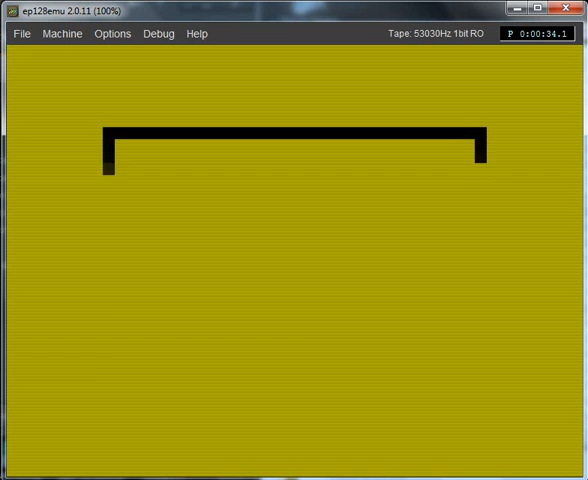 ep128emu 2.0.11 (100%)
File Machine Options Debug Help Tape: 53030Hz 1bit RO P 0:00:34.1